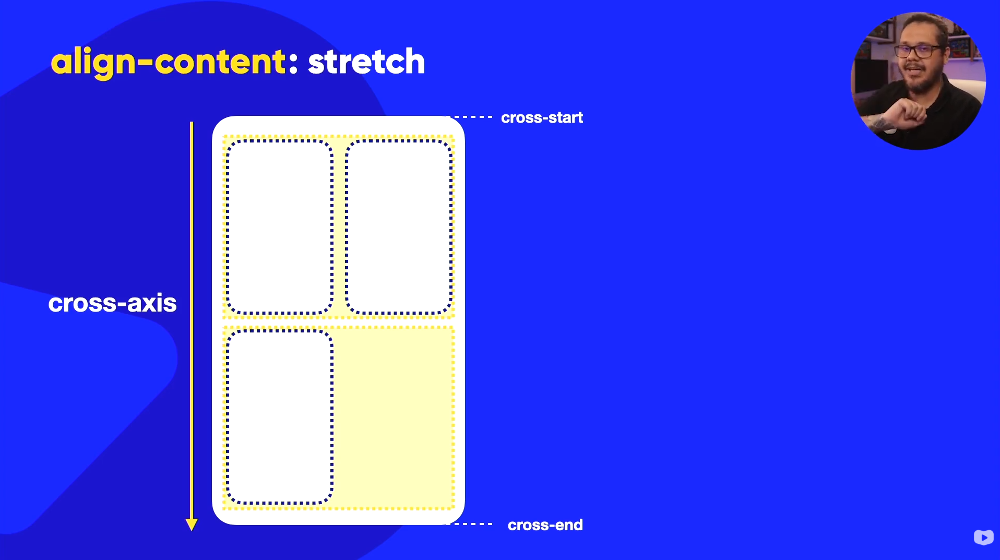 align-content: stretch
cross-start
cross-axis
cross-end